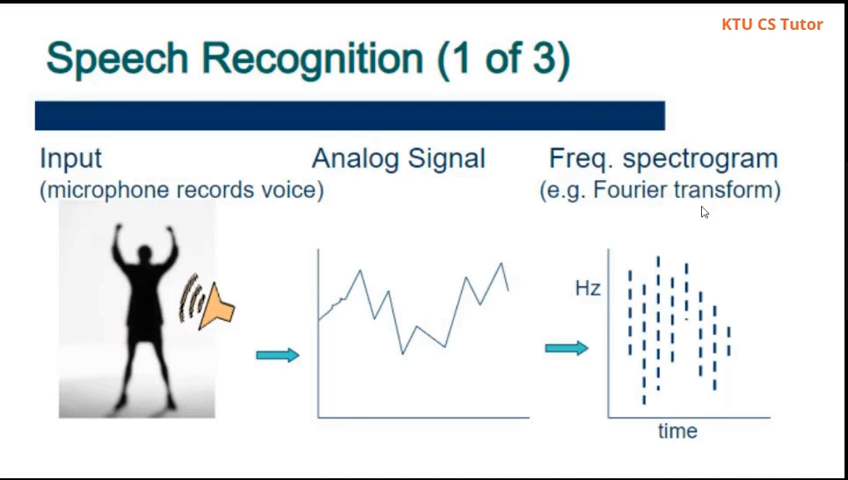 KTU CS Tutor
Speech Recognition (1 of 3)
Input
(microphone records voice)
Analog Signal
Freq. spectrogram
(e.g. Fourier transform)
Hz
time